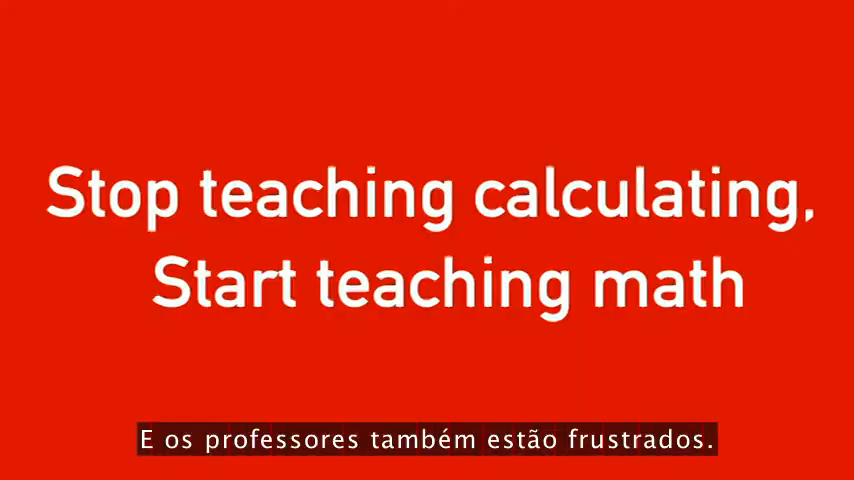 Stop teaching calculating,
Start teaching math
E os professores também estão frustrados.